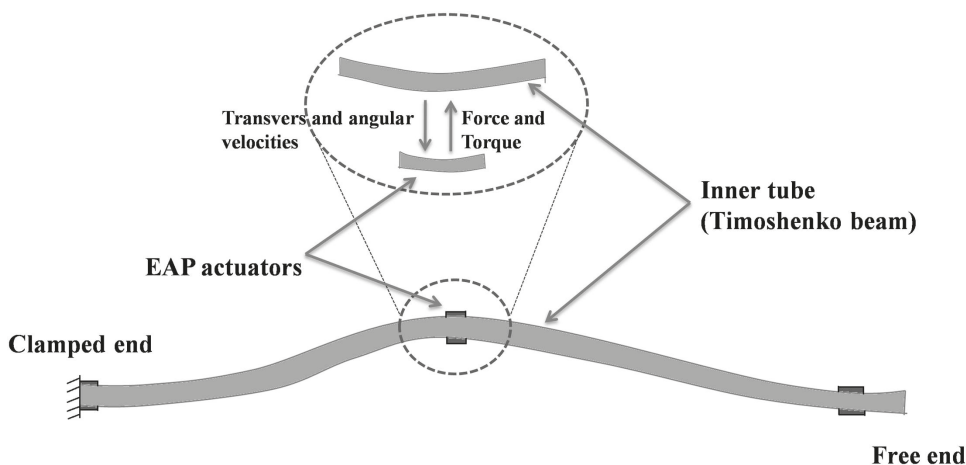 Transvers and angular
velocities
Force and
Torque
Inner tube
(Timoshenko beam)
EAP actuators
Clamped end
Free end